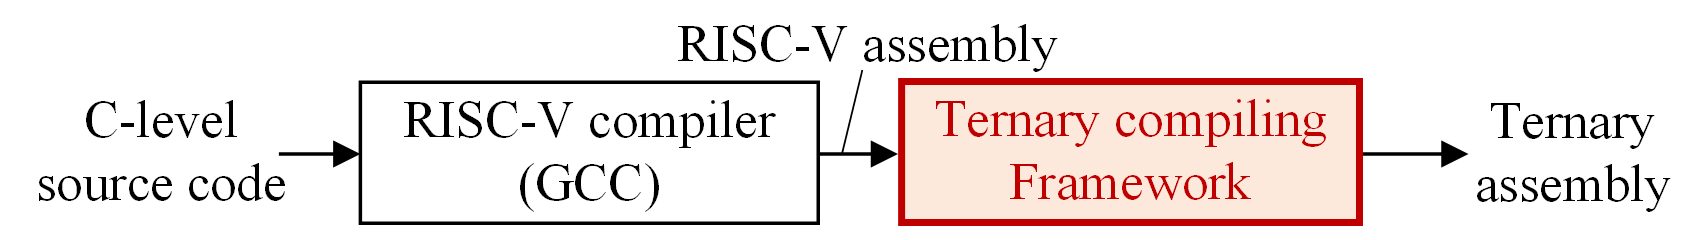 RISC-V assembly
C-level
source code
RISC-V compiler
(GCC)
Ternary compiling
Framework
Ternary
assembly